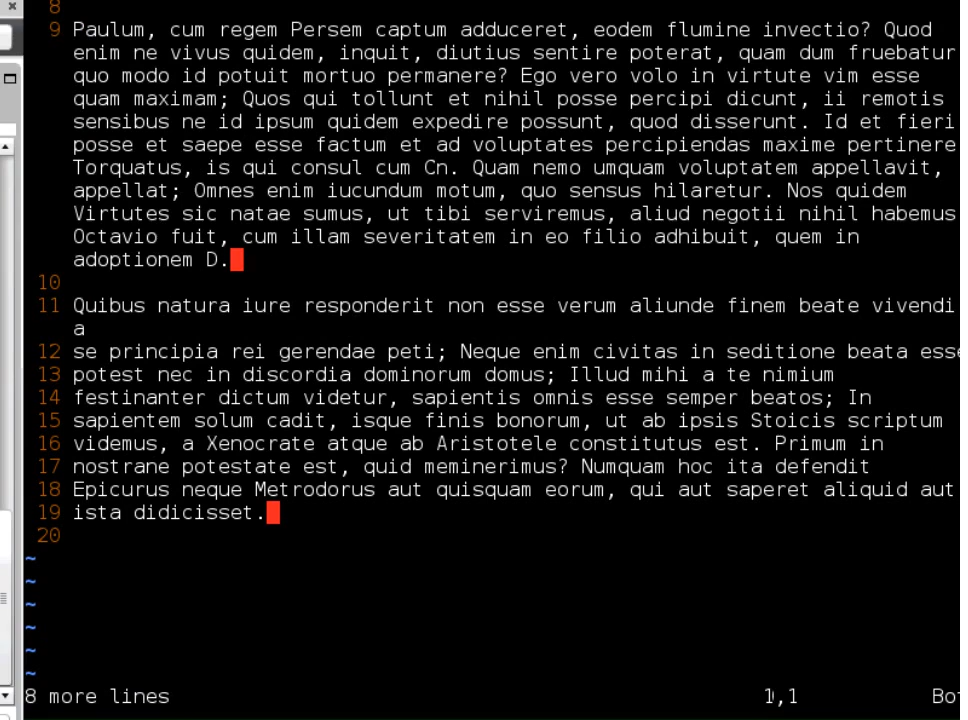 8
9 Paulum, cum regem Persem captum adduceret, eodem flumine invectio? Quod
enim ne vivus quidem, inquit, diutius sentire poterat, quam dum fruebatur
quo modo id potuit mortuo permanere? Ego vero volo in virtute vim esse
quam maximam; Quos qui tollunt et nihil posse percipi dicunt, ii remotis
sensibus ne id ipsum quidem expedire possunt, quod disserunt. Id et fieri
posse et saepe esse factum et ad voluptates percipiendas maxime pertinere
Torquatus, is qui consul cum Cn. Quam nemo umquam voluptatem appellavit,
appellat; Omnes enim iucundum motum, quo sensus hilaretur. Nos quidem
Virtutes sic natae sumus, ut tibi serviremus, aliud negotii nihil habemus
Octavio fuit, cum illam severitatem in eo filio adhibuit, quem in
adoptionem D.
10
11 Quibus natura iure responderit non esse verum aliunde finem beate vivendi
a
12 se principia rei gerendae peti; Neque enim civitas in seditione beata esse
13 potest nec in discordia dominorum domus; Illud mihi a te nimium
14 festinanter dictum videtur, sapientis omnis esse semper beatos; In
15 sapientem solum cadit, isque finis bonorum, ut ab ipsis Stoicis scriptum
16 videmus, a Xenocrate atque ab Aristotele constitutus est. Primum in
17 nostrane potestate est, quid meminerimus? Numquam hoc ita defendit
18 Epicurus neque Metrodorus aut quisquam eorum, qui aut saperet aliquid aut
19 ista didicisset.
20
~
~
~
~
~
~
8 more lines 1,1 Bo